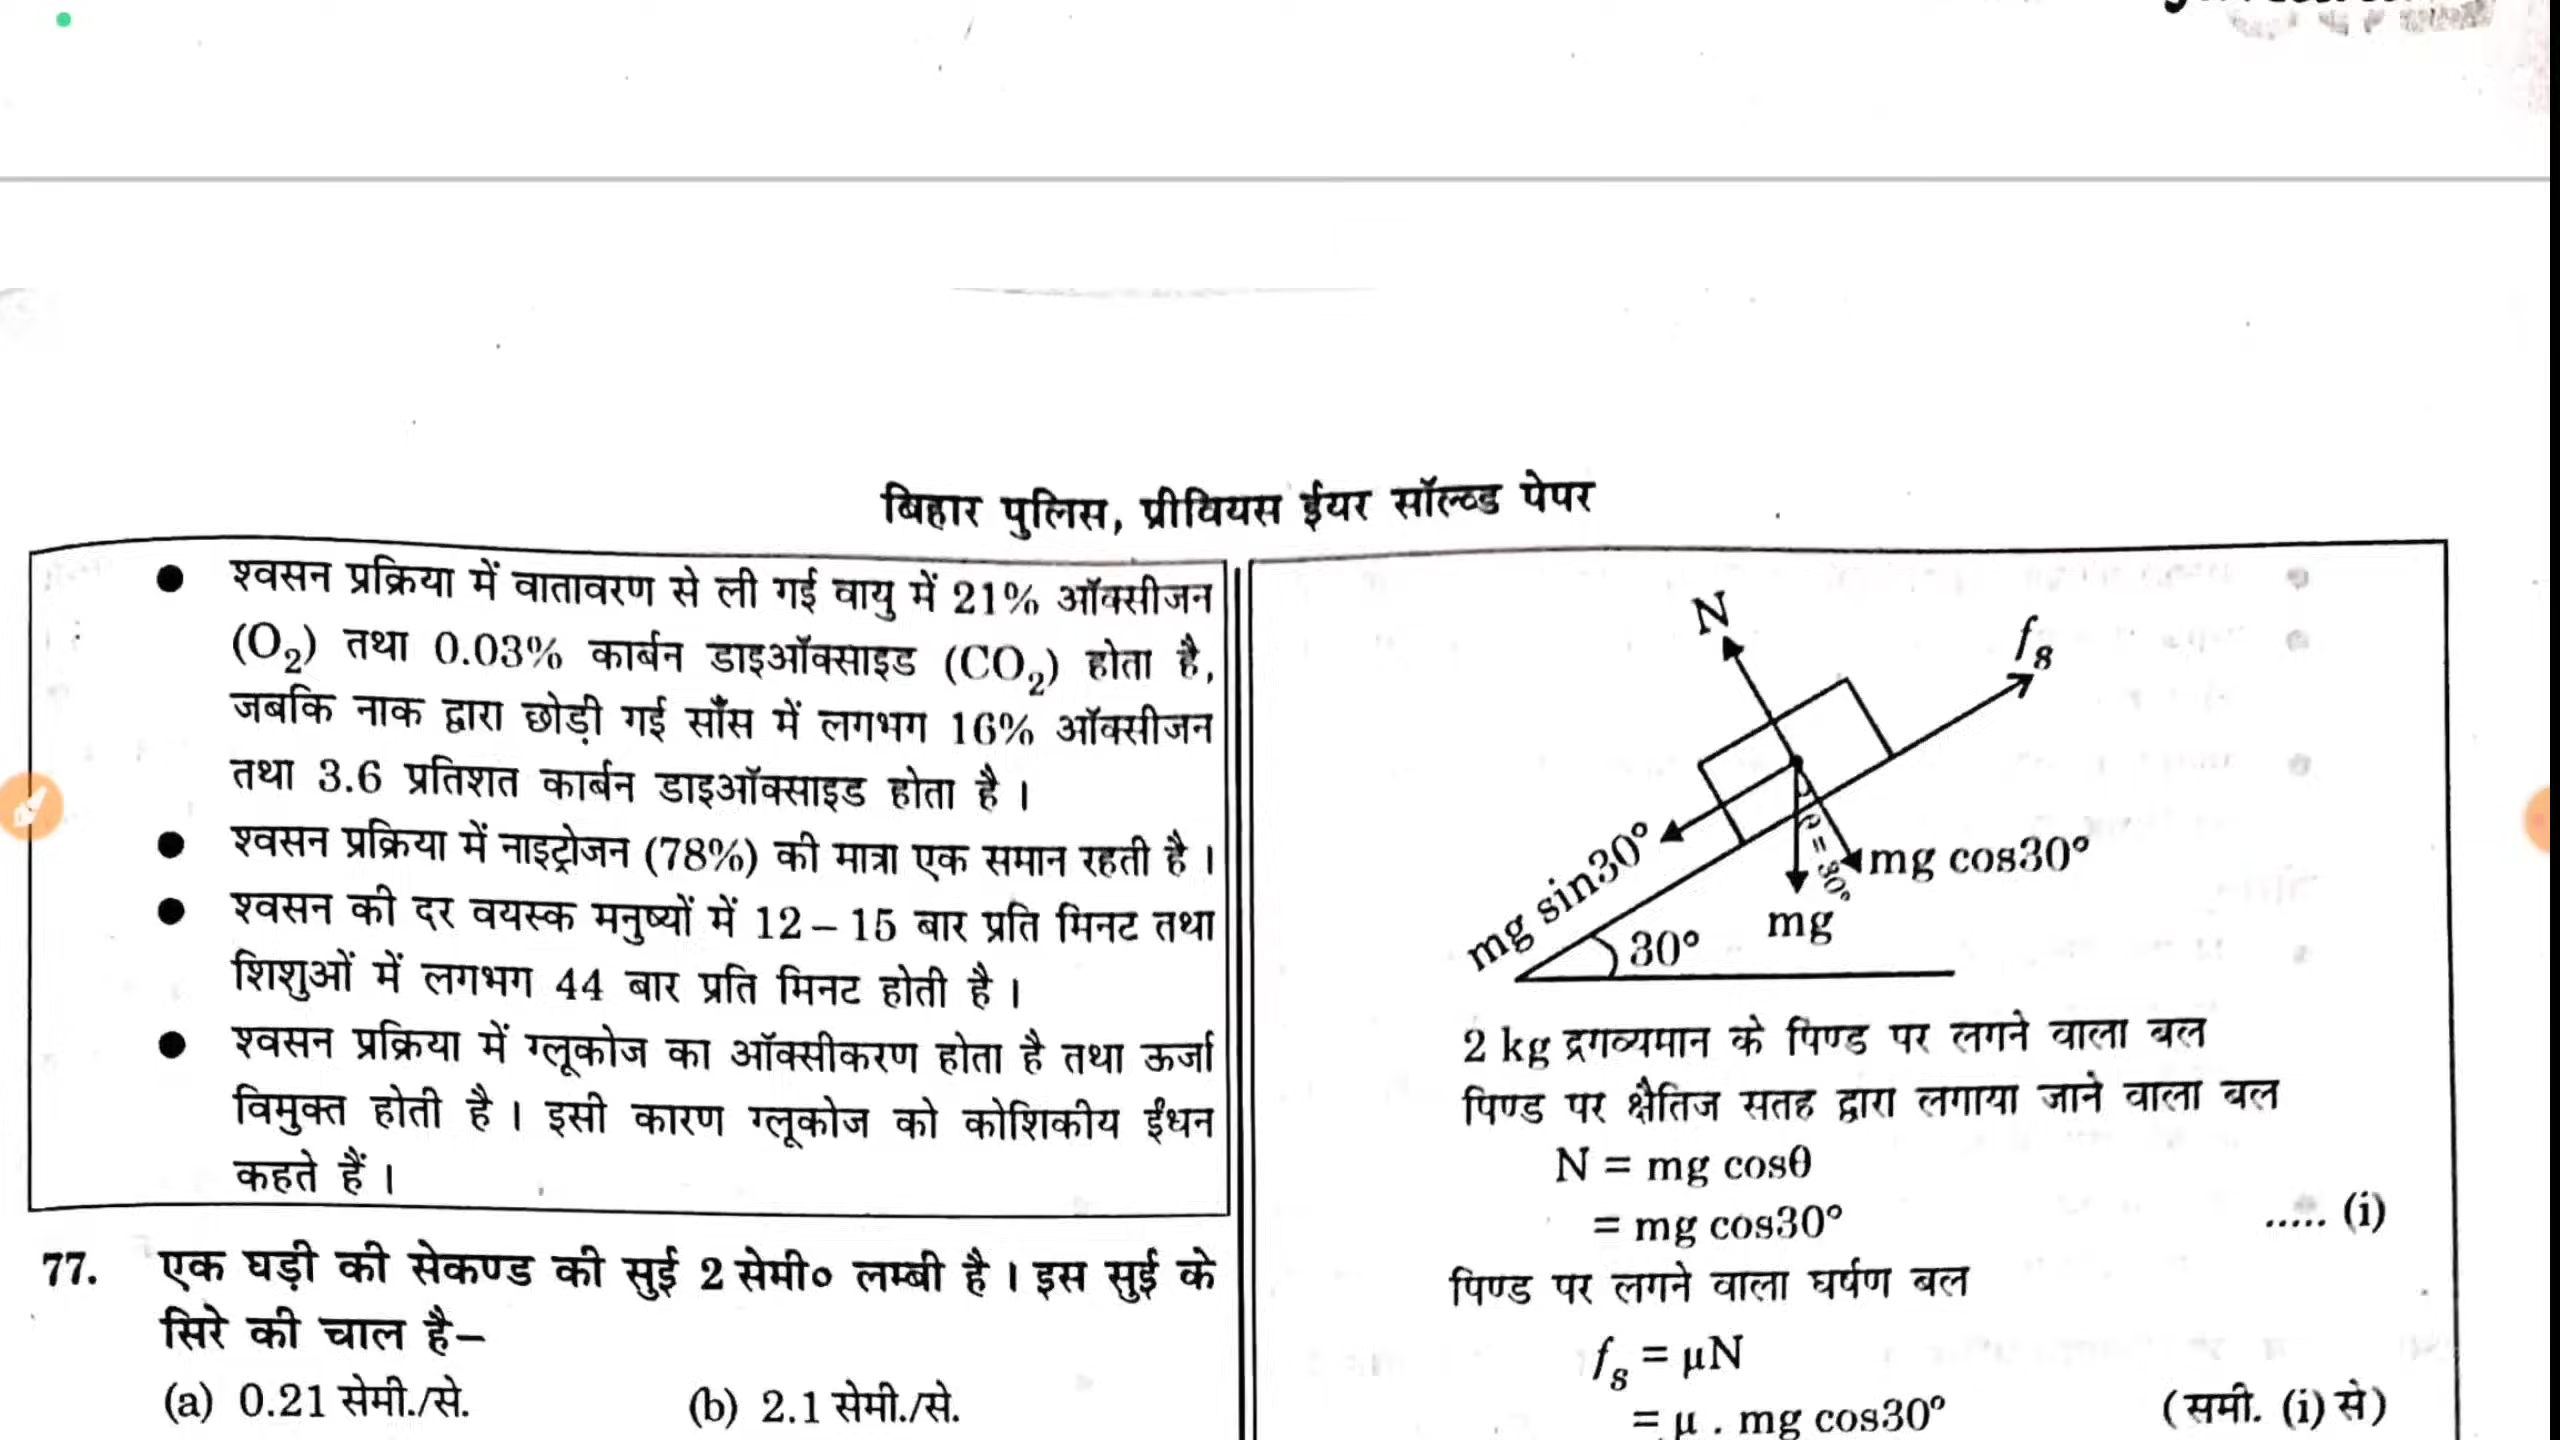 बिहार पुलिस, प्रीवियस ईयर सॉल्व्ड पेपर
● श्वसन प्रक्रिया में वातावरण से ली गई वायु में 21% ऑक्सीजन
(O₂) तथा 0.03% कार्बन डाइऑक्साइड (CO₂) होता है,
जबकि नाक द्वारा छोड़ी गई साँस में लगभग 16% ऑक्सीजन
तथा 3.6 प्रतिशत कार्बन डाइऑक्साइड होता है।
● श्वसन प्रक्रिया में नाइट्रोजन (78%) की मात्रा एक समान रहती है।
● श्वसन की दर वयस्क मनुष्यों में 12 – 15 बार प्रति मिनट तथा
शिशुओं में लगभग 44 बार प्रति मिनट होती है।
● श्वसन प्रक्रिया में ग्लूकोज का ऑक्सीकरण होता है तथा ऊर्जा
विमुक्त होती है। इसी कारण ग्लूकोज को कोशिकीय ईंधन
कहते हैं।
77. एक घड़ी की सेकण्ड की सुई 2 सेमी० लम्बी है। इस सुई के
सिरे की चाल है–
(a) 0.21 सेमी./से. (b) 2.1 सेमी./से.
N
fₛ
mg sin30°
= 30°
mg cos30°
mg
30°
2 kg द्रगव्यमान के पिण्ड पर लगने वाला बल
पिण्ड पर क्षैतिज सतह द्वारा लगाया जाने वाला बल
N = mg cosθ
= mg cos30° ..... (i)
पिण्ड पर लगने वाला घर्षण बल
fₛ = μN
= μ . mg cos30° (समी. (i) से)